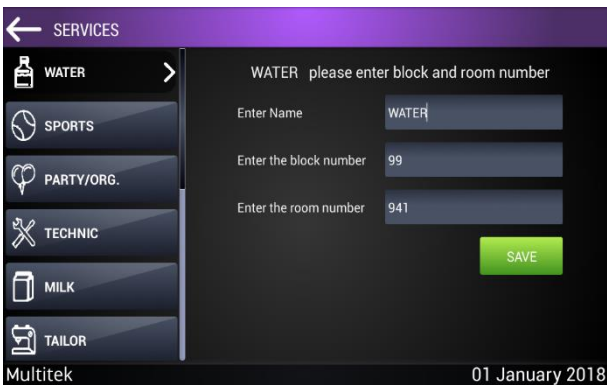 SERVICES
WATER
SPORTS
PARTY/ORG.
TECHNIC
MILK
TAILOR
WATER please enter block and room number
Enter Name WATER
Enter the block number 99
Enter the room number 941
SAVE
Multitek 01 January 2018